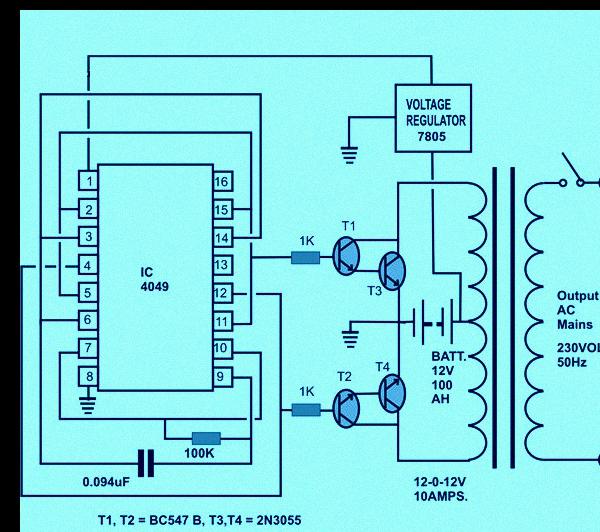 VOLTAGE
REGULATOR
7805
1
2
3
4
5
6
7
8
16
15
14
13
12
11
10
9
IC
4049
1K
T1
T3
1K
T2
T4
BATT.
12V
100
AH
Output
AC
Mains
230VOL
50Hz
100K
0.094uF
12-0-12V
10AMPS.
T1, T2 = BC547 B, T3,T4 = 2N3055